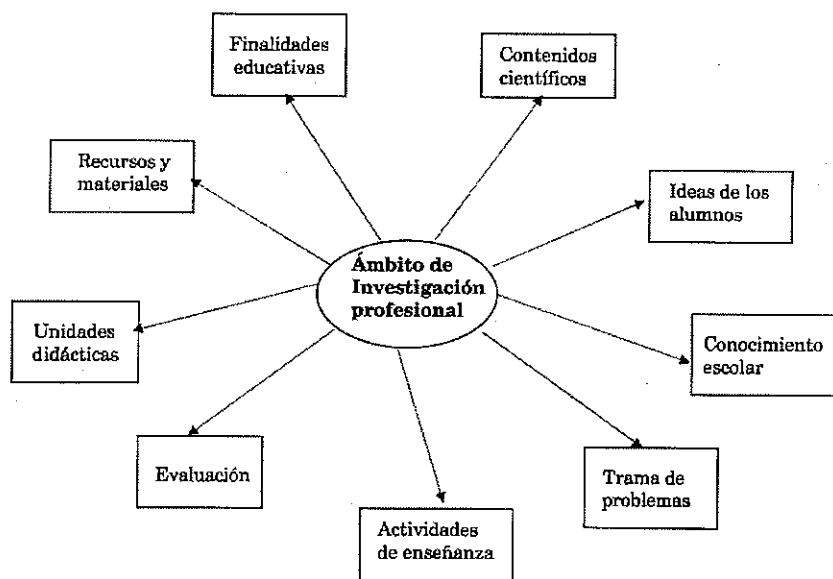 Finalidades
educativas
Contenidos
científicos
Recursos y
materiales
Ideas de los
alumnos
Ámbito de
Investigación
profesional
Unidades
didácticas
Conocimiento
escolar
Evaluación
Trama de
problemas
Actividades
de enseñanza